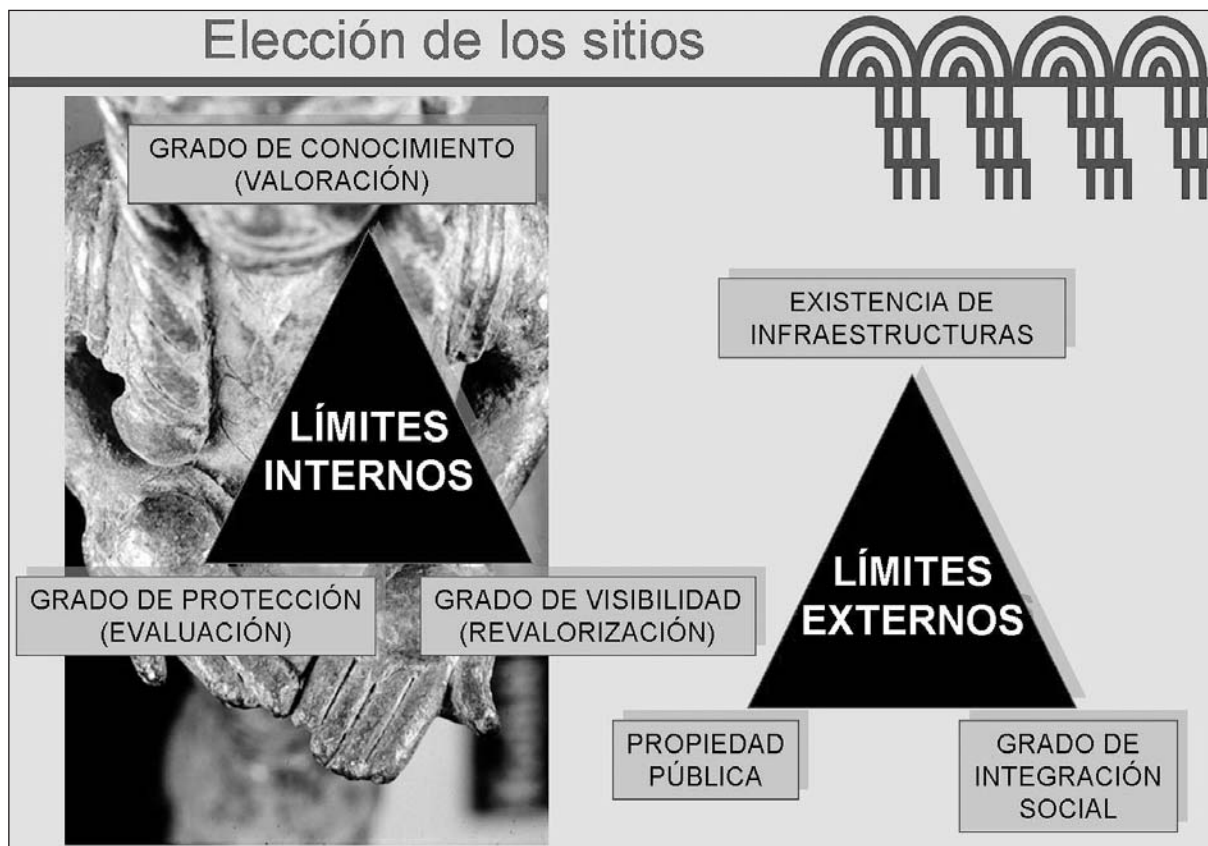 Elección de los sitios
GRADO DE CONOCIMIENTO
(VALORACIÓN)
LÍMITES
INTERNOS
GRADO DE PROTECCIÓN
(EVALUACIÓN)
GRADO DE VISIBILIDAD
(REVALORIZACIÓN)
EXISTENCIA DE
INFRAESTRUCTURAS
LÍMITES
EXTERNOS
PROPIEDAD
PÚBLICA
GRADO DE
INTEGRACIÓN
SOCIAL